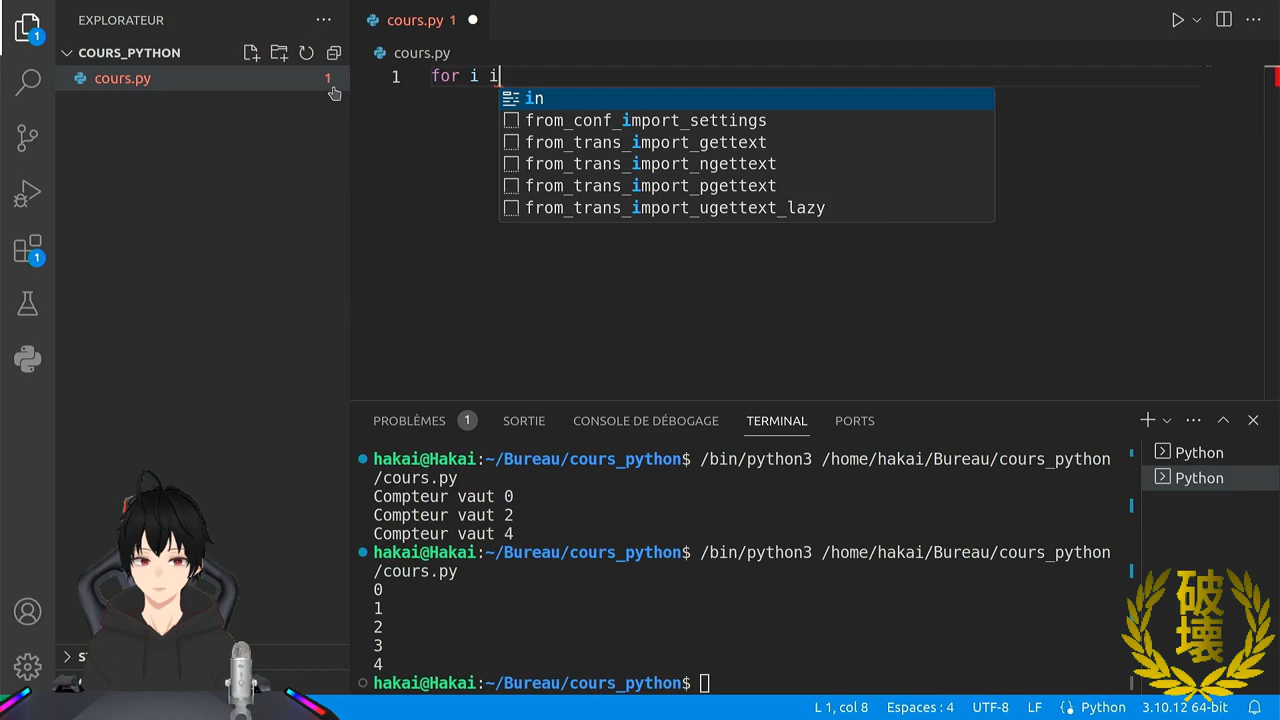 EXPLORATEUR
COURS_PYTHON
cours.py 1
1
1
cours.py 1
cours.py
1 for i i
in
from_conf_import_settings
from_trans_import_gettext
from_trans_import_ngettext
from_trans_import_pgettext
from_trans_import_ugettext_lazy
PROBLÈMES 1 SORTIE CONSOLE DE DÉBOGAGE TERMINAL PORTS
hakai@Hakai:~/Bureau/cours_python$ /bin/python3 /home/hakai/Bureau/cours_python
/cours.py
Compteur vaut 0
Compteur vaut 2
Compteur vaut 4
hakai@Hakai:~/Bureau/cours_python$ /bin/python3 /home/hakai/Bureau/cours_python
/cours.py
0
1
2
3
4
hakai@Hakai:~/Bureau/cours_python$
Python
Python
破
壊
L 1, col 8 Espaces : 4 UTF-8 LF Python 3.10.12 64-bit